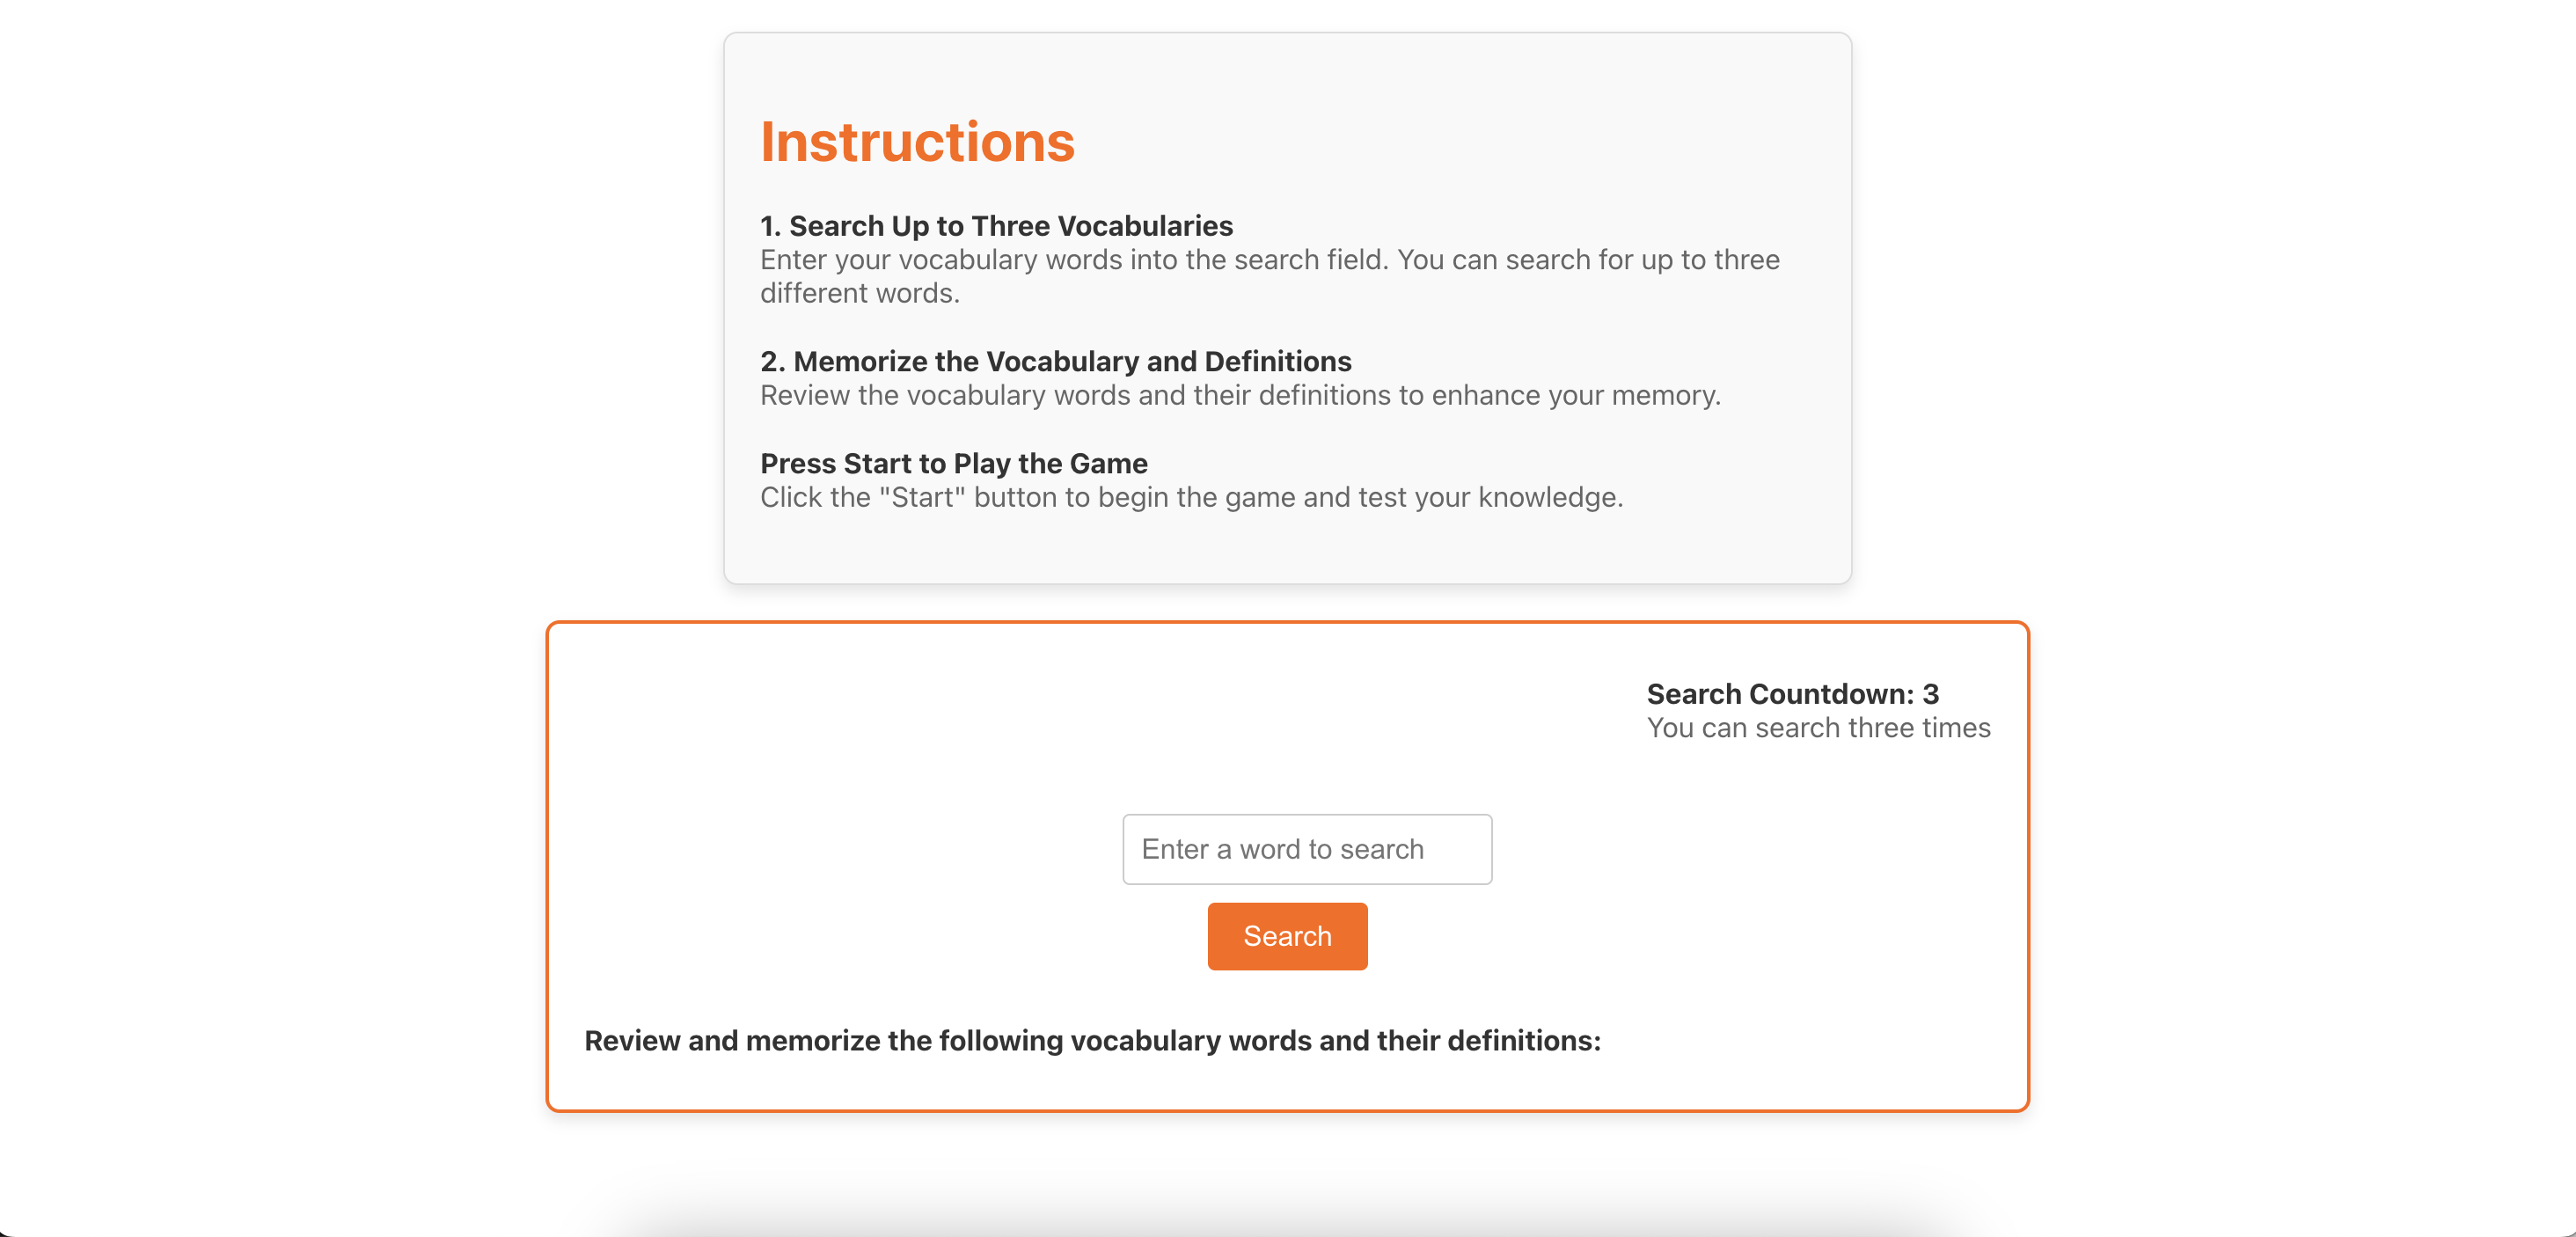 Instructions
1. Search Up to Three Vocabularies
Enter your vocabulary words into the search field. You can search for up to three
different words.
2. Memorize the Vocabulary and Definitions
Review the vocabulary words and their definitions to enhance your memory.
Press Start to Play the Game
Click the "Start" button to begin the game and test your knowledge.
Search Countdown: 3
You can search three times
Enter a word to search
Search
Review and memorize the following vocabulary words and their definitions: